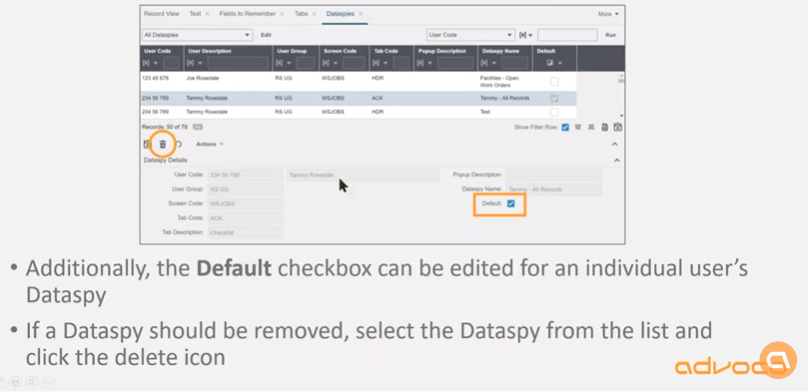 Record View Text × Fields to Remember × Tabs × Dataspies × More
All Dataspies Edit User Code Run
User Code User Description User Group Screen Code Tab Code Popup Description Dataspy Name Default
123 45 678 Joe Rosedale RS UG WSJOBS HDR Facilities - Open
Work Orders
234 56 789 Tammy Rosedale RS UG WSJOBS ACK Tammy - All Records
234 56 789 Tammy Rosedale RS UG WSJOBS HDR Test
Records: 50 of 78 Show Filter Row:
Actions
Dataspy Details
User Code: 234 56 789 Tammy Rosedale Popup Description:
User Group: RS UG Dataspy Name: Tammy - All Records
Screen Code: WSJOBS Default:
Tab Code: ACK
Tab Description: Checklist
• Additionally, the Default checkbox can be edited for an individual user's
Dataspy
• If a Dataspy should be removed, select the Dataspy from the list and
click the delete icon
advoca